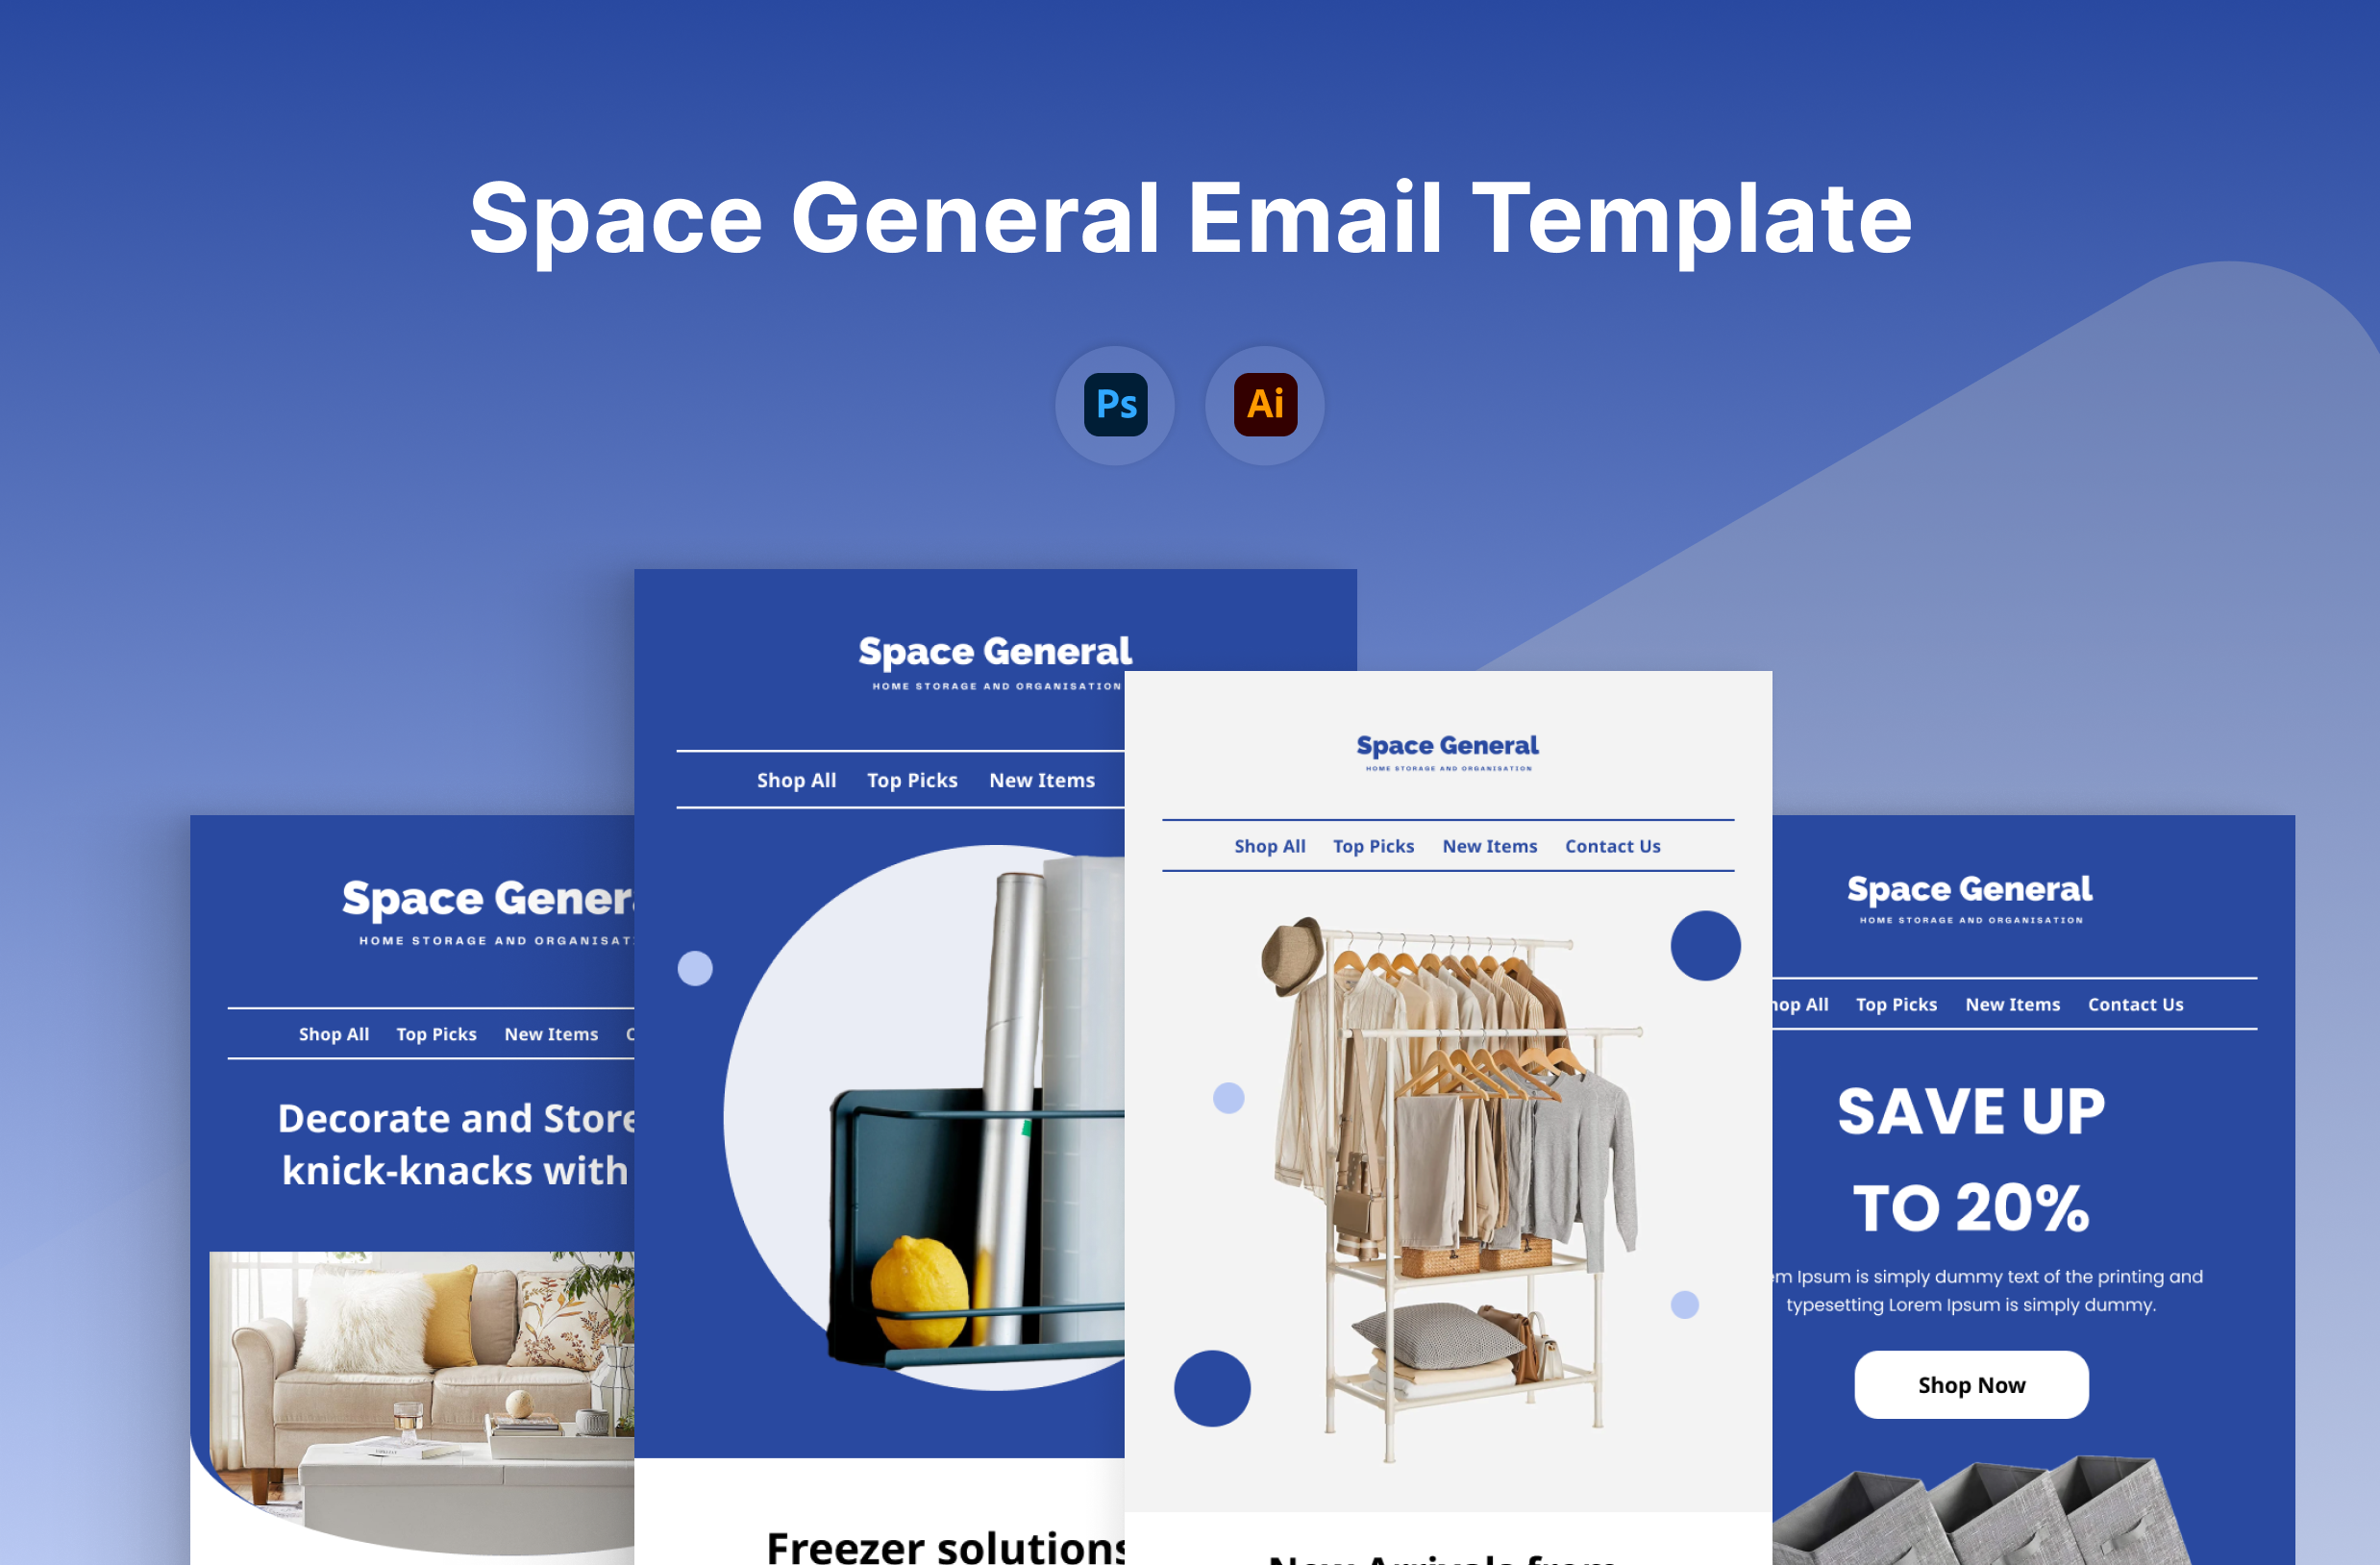 Space General Email Template
Ps
Ai
Space General
HOME STORAGE AND ORGANISATION
Shop All Top Picks New Items
Freezer solutions
Space General
HOME STORAGE AND ORGANISATION
Shop All Top Picks New Items Contact Us
New Arrivals from
Space
HOME STORAGE AND
Shop All Top Picks New Items
Decorate and Store
knick-knacks with
Space General
HOME STORAGE AND ORGANISATION
All Top Picks New Items Contact Us
SAVE UP
TO 20%
Ipsum is simply dummy text of the printing and
typesetting Lorem Ipsum is simply dummy.
Shop Now